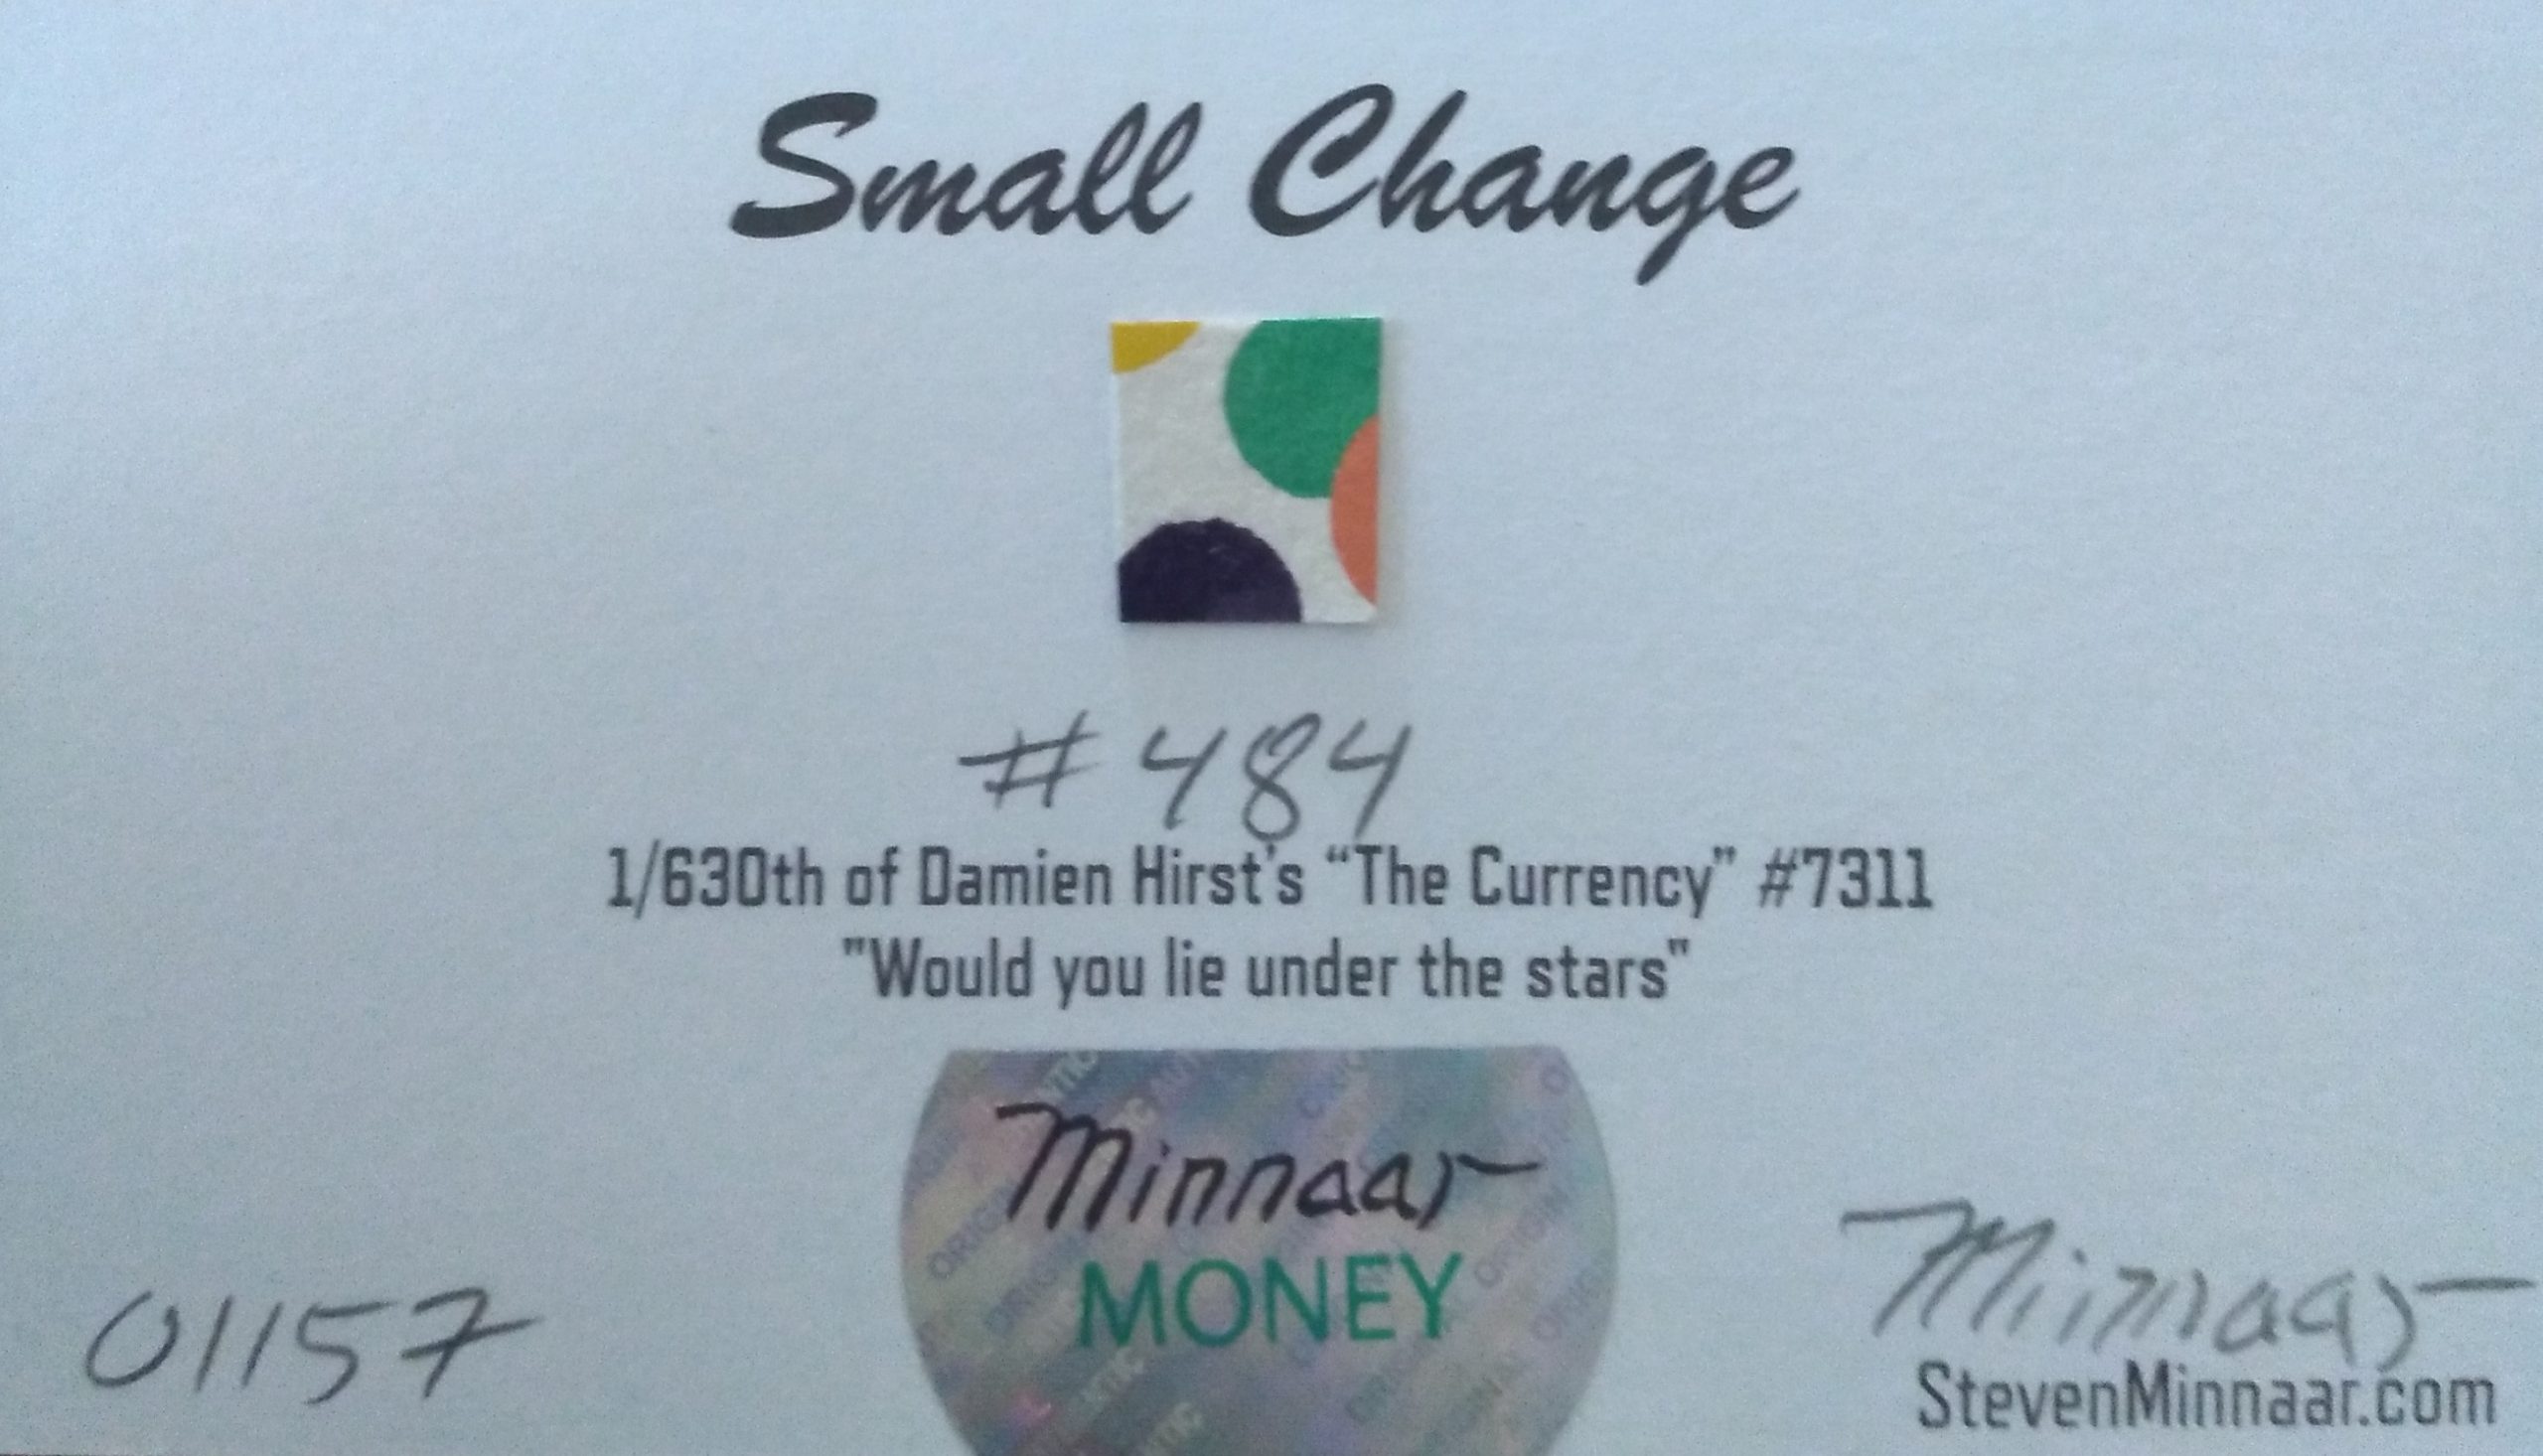 Small Change
#484
1/630th of Damien Hirst's “The Currency” #7311
"Would you lie under the stars"
Minnaar
MONEY
01157
Minnaar
StevenMinnaar.com